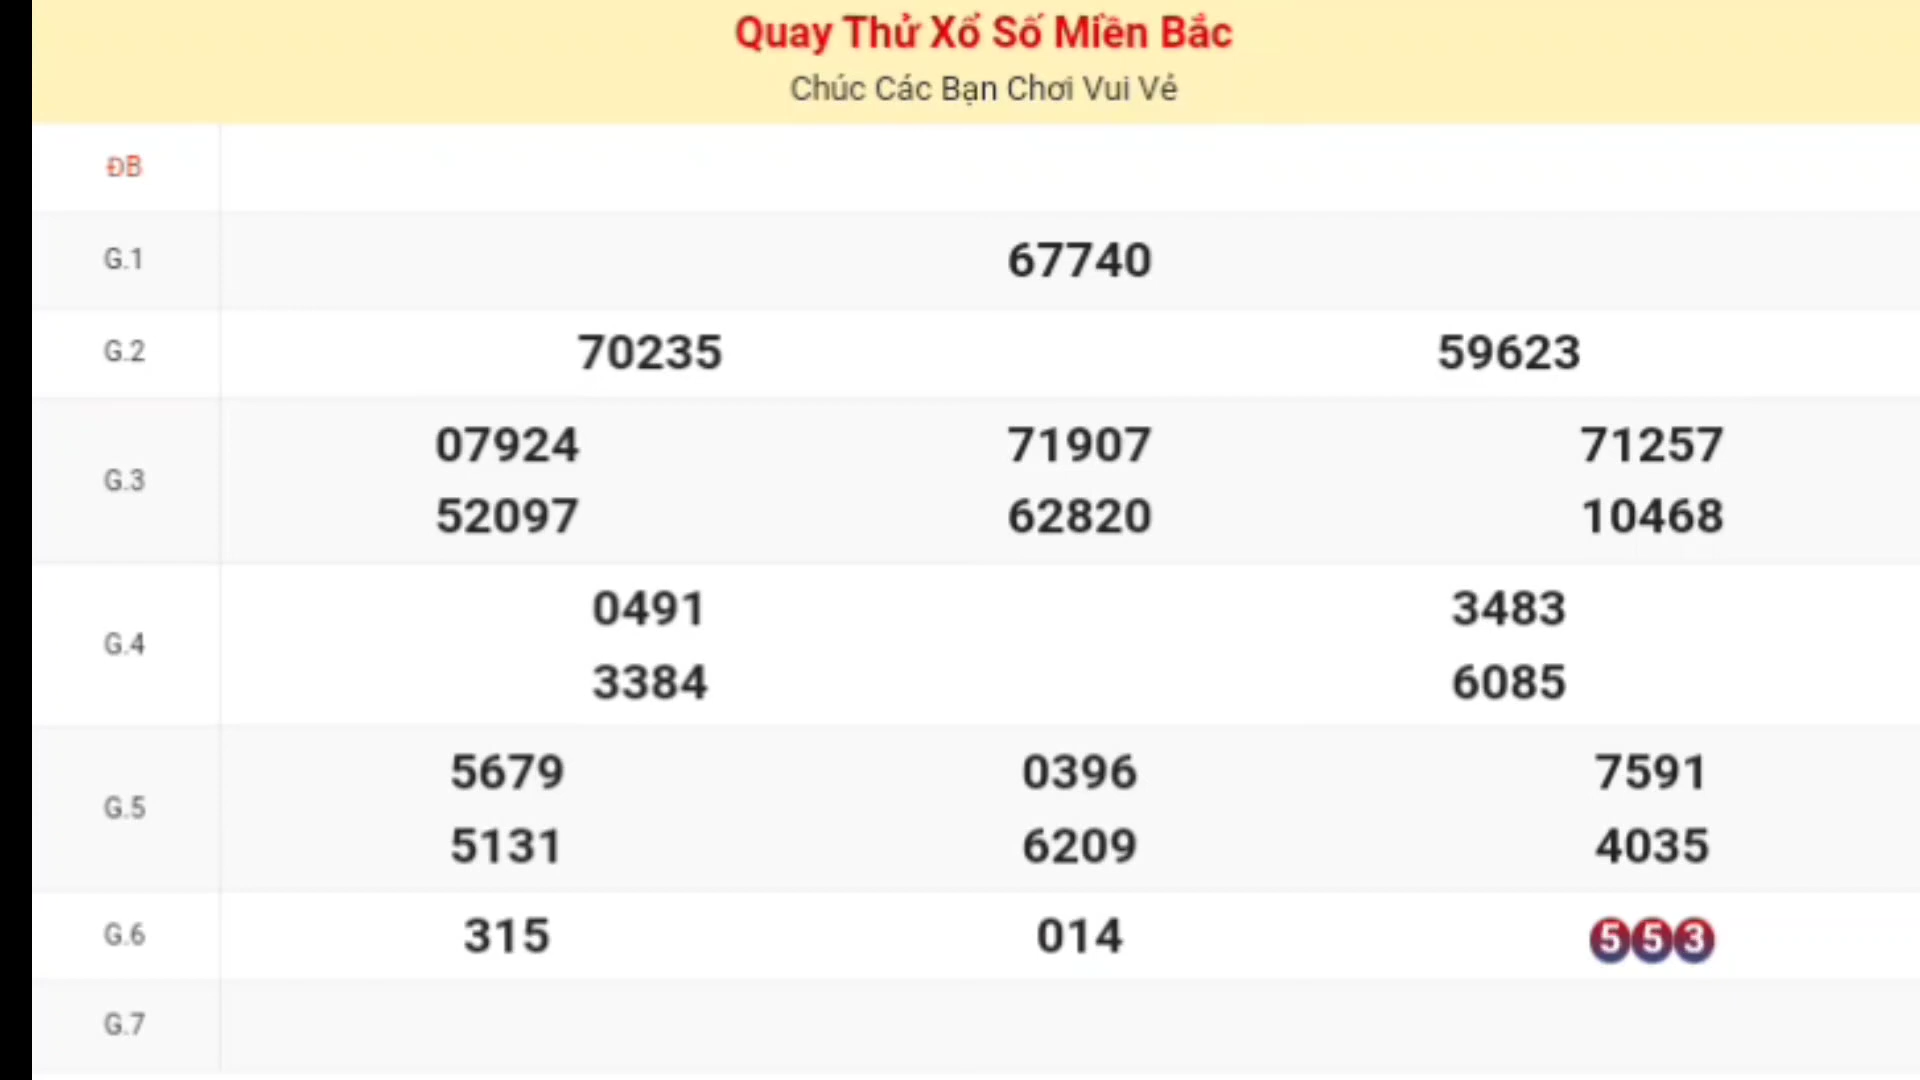 Quay Thử Xổ Số Miền Bắc
Chúc Các Bạn Chơi Vui Vẻ
ĐB
G.1 67740
G.2 70235 59623
G.3 07924 71907 71257
52097 62820 10468
G.4 0491 3483
3384 6085
G.5 5679 0396 7591
5131 6209 4035
G.6 315 014 553
G.7